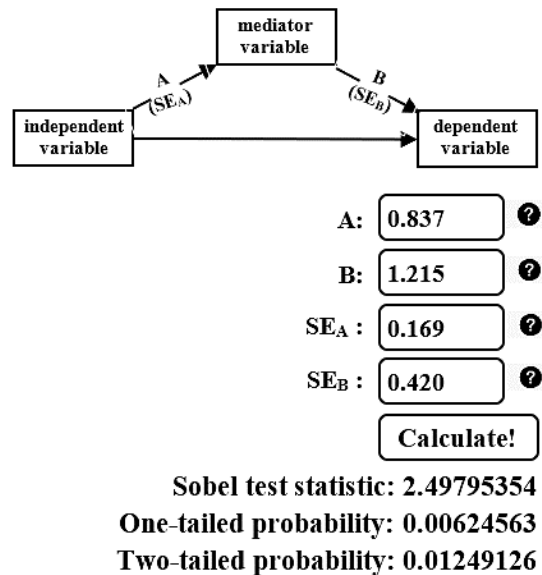 mediator
variable
A
(SEA)
B
(SEB)
independent
variable
dependent
variable
A: 0.837 ?
B: 1.215 ?
SEA : 0.169 ?
SEB : 0.420 ?
Calculate!
Sobel test statistic: 2.49795354
One-tailed probability: 0.00624563
Two-tailed probability: 0.01249126